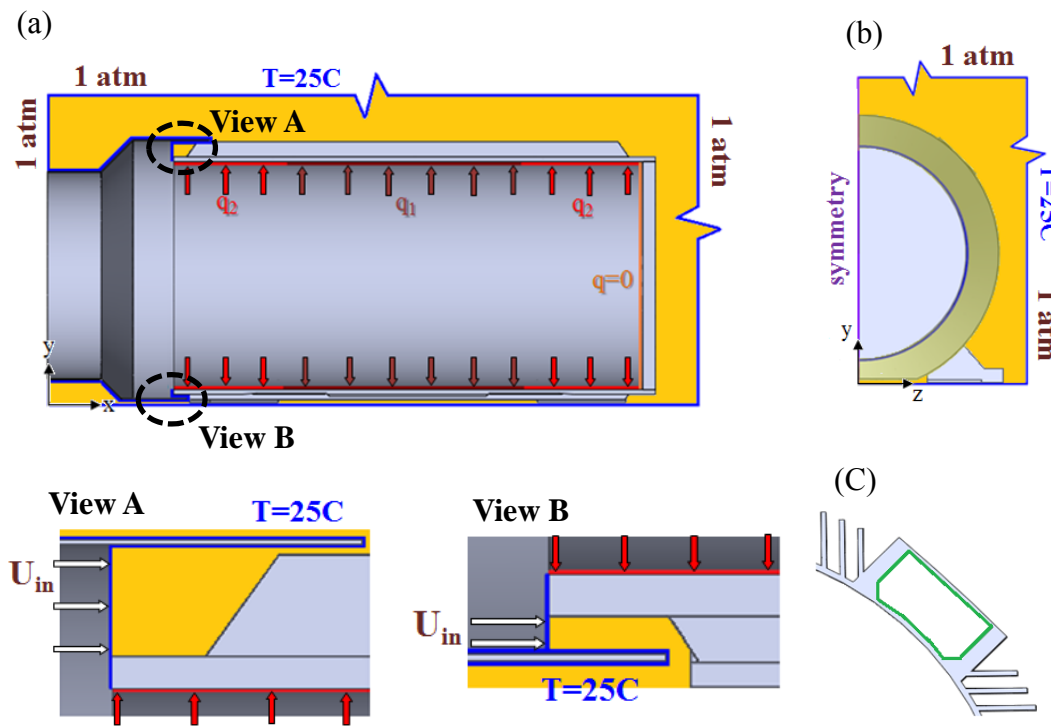 (a)
(b)
1 atm
T=25C
1 atm
View A
1 atm
1 atm
q2
q1
q2
symmetry
T=25C
q=0
1 atm
y
x
y
z
View B
View A
T=25C
View B
(C)
Uin
Uin
T=25C